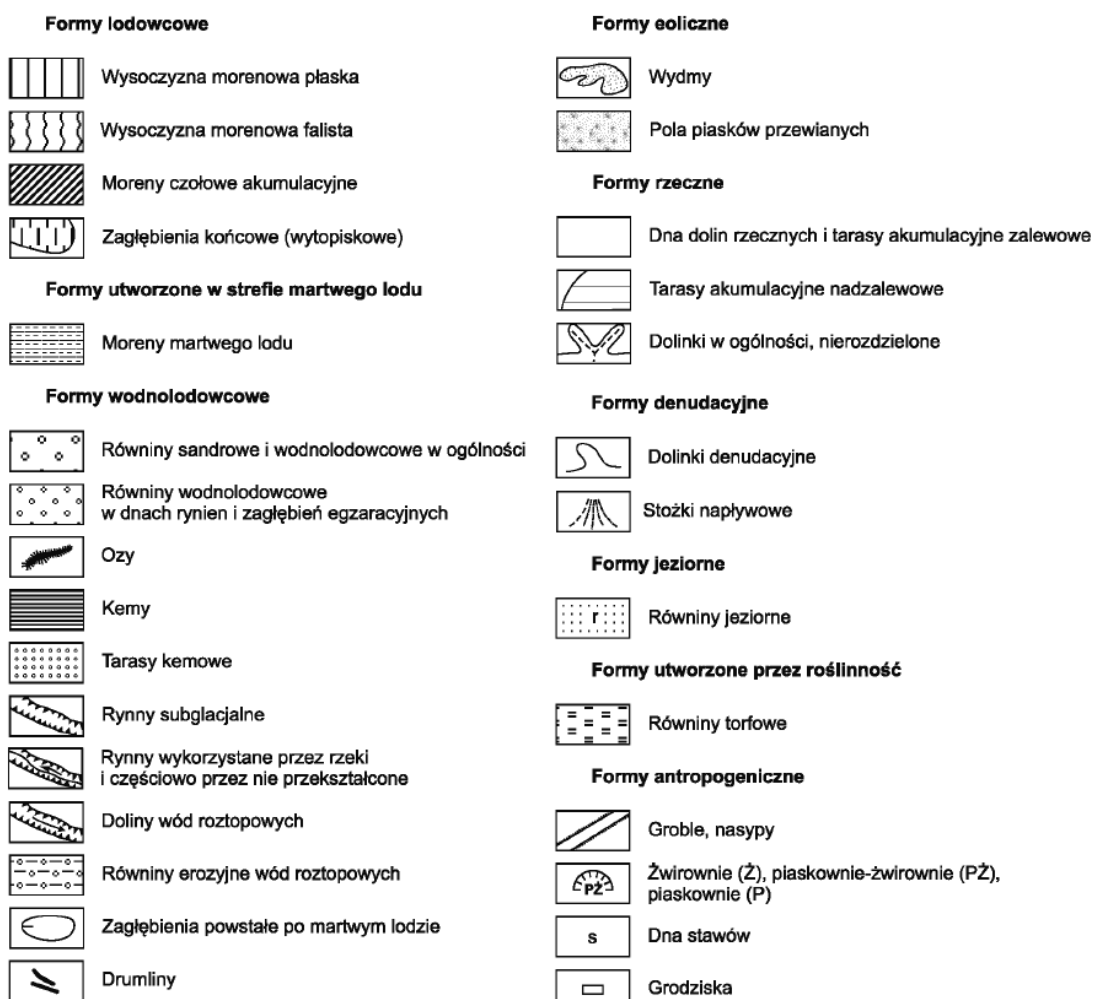 Formy lodowcowe
Wysoczyzna morenowa płaska
Wysoczyzna morenowa falista
Moreny czołowe akumulacyjne
Zagłębienia końcowe (wytopiskowe)
Formy utworzone w strefie martwego lodu
Moreny martwego lodu
Formy wodnolodowcowe
Równiny sandrowe i wodnolodowcowe w ogólności
Równiny wodnolodowcowe
w dnach rynien i zagłębień egzaracyjnych
Ozy
Kemy
Tarasy kemowe
Rynny subglacjalne
Rynny wykorzystane przez rzeki
i częściowo przez nie przekształcone
Doliny wód roztopowych
Równiny erozyjne wód roztopowych
Zagłębienia powstałe po martwym lodzie
Drumliny
Formy eoliczne
Wydmy
Pola piasków przewianych
Formy rzeczne
Dna dolin rzecznych i tarasy akumulacyjne zalewowe
Tarasy akumulacyjne nadzalewowe
Dolinki w ogólności, nierozdzielone
Formy denudacyjne
Dolinki denudacyjne
Stożki napływowe
Formy jeziorne
r Równiny jeziorne
Formy utworzone przez roślinność
Równiny torfowe
Formy antropogeniczne
Groble, nasypy
PŻ Żwirownie (Ż), piaskownie-żwirownie (PŻ),
piaskownie (P)
s Dna stawów
Grodziska